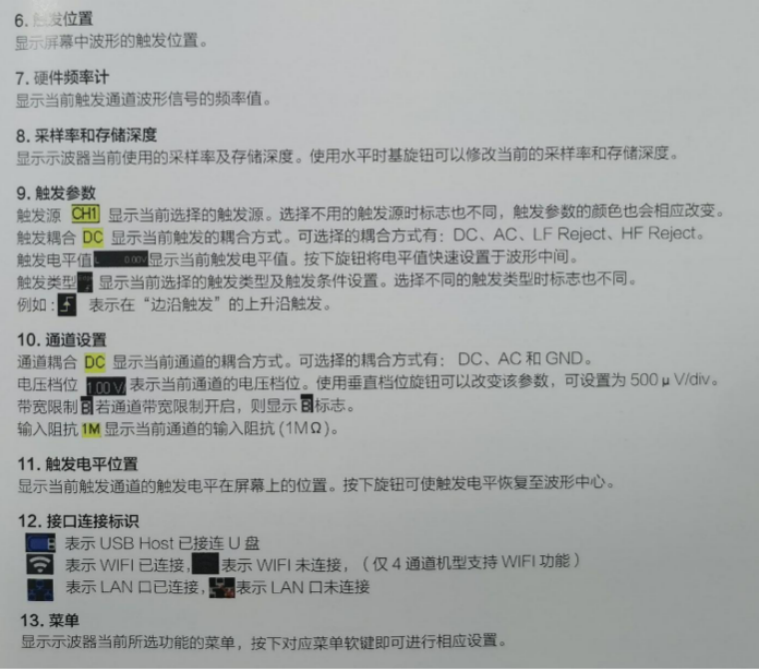 6. 触发位置
显示屏幕中波形的触发位置。
7. 硬件频率计
显示当前触发通道波形信号的频率值。
8. 采样率和存储深度
显示示波器当前使用的采样率及存储深度。使用水平时基旋钮可以修改当前的采样率和存储深度。
9. 触发参数
触发源 CH1 显示当前选择的触发源。选择不用的触发源时标志也不同，触发参数的颜色也会相应改变。
触发耦合 DC 显示当前触发的耦合方式。可选择的耦合方式有：DC、AC、LF Reject、HF Reject。
触发电平值 L 0.00V 显示当前触发电平值。按下旋钮将电平值快速设置于波形中间。
触发类型 显示当前选择的触发类型及触发条件设置。选择不同的触发类型时标志也不同。
例如： 表示在“边沿触发”的上升沿触发。
10. 通道设置
通道耦合 DC 显示当前通道的耦合方式。可选择的耦合方式有： DC、AC 和 GND。
电压档位 1.00 V/ 表示当前通道的电压档位。使用垂直档位旋钮可以改变该参数，可设置为 500 μ V/div。
带宽限制 B 若通道带宽限制开启，则显示 B 标志。
输入阻抗 1M 显示当前通道的输入阻抗 (1MΩ)。
11. 触发电平位置
显示当前触发通道的触发电平在屏幕上的位置。按下旋钮可使触发电平恢复至波形中心。
12. 接口连接标识
表示 USB Host 已接连 U 盘
表示 WIFI 已连接， 表示 WIFI 未连接，（仅 4 通道机型支持 WIFI 功能）
表示 LAN 口已连接， 表示 LAN 口未连接
13. 菜单
显示示波器当前所选功能的菜单，按下对应菜单软键即可进行相应设置。